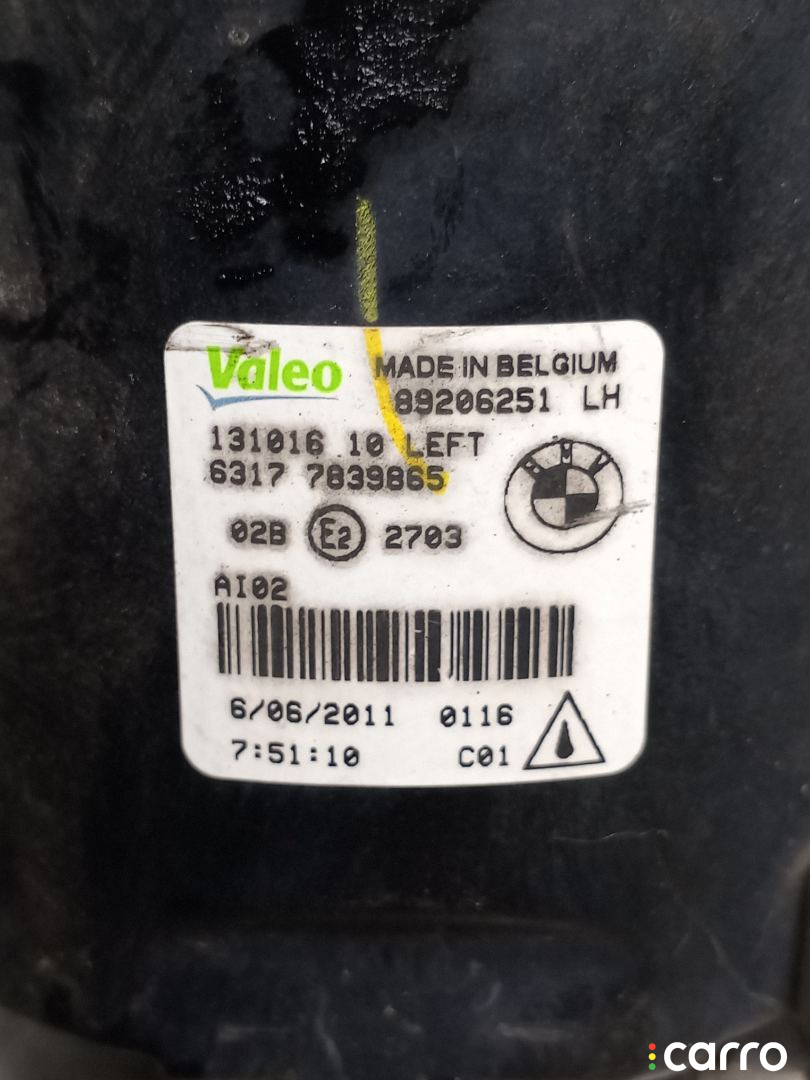 Valeo MADE IN BELGIUM
89206251 LH
131016 10 LEFT
6317 7839865
BMW
02B E2 2703
AI02
6/06/2011 0116
7:51:10 C01
carro